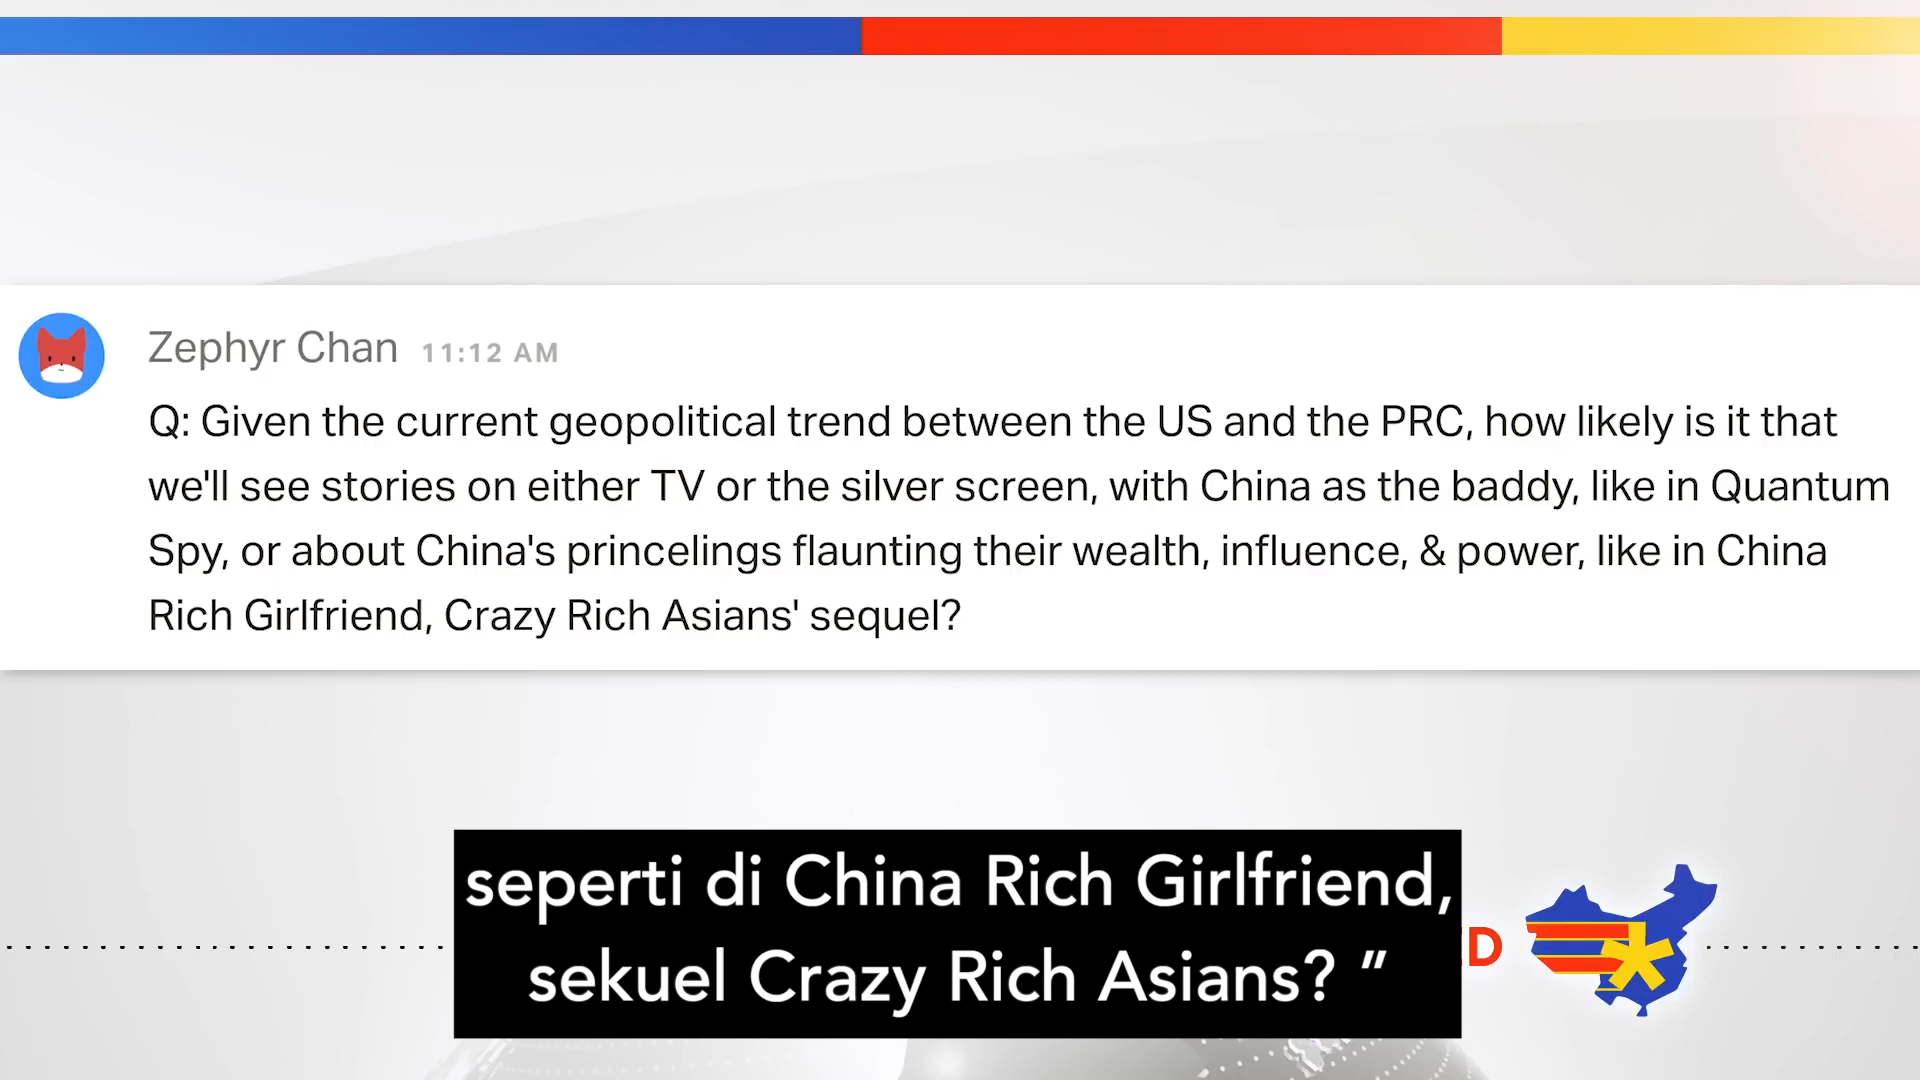 Zephyr Chan 11:12 AM
Q: Given the current geopolitical trend between the US and the PRC, how likely is it that
we'll see stories on either TV or the silver screen, with China as the baddy, like in Quantum
Spy, or about China's princelings flaunting their wealth, influence, & power, like in China
Rich Girlfriend, Crazy Rich Asians' sequel?
seperti di China Rich Girlfriend,
sekuel Crazy Rich Asians? ”